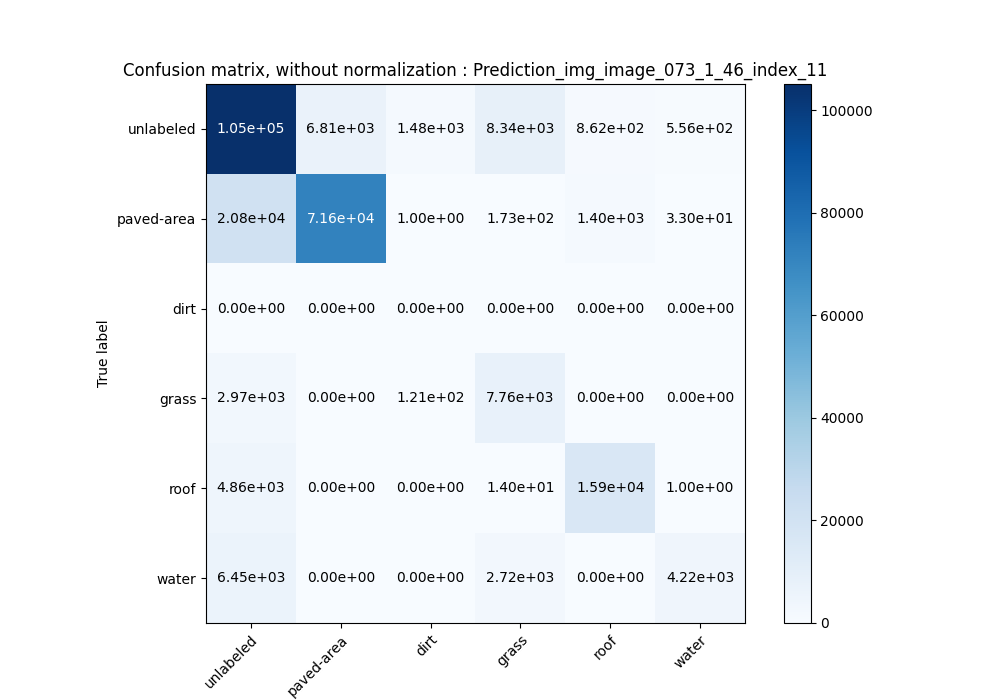 Confusion matrix, without normalization : Prediction_img_image_073_1_46_index_11
unlabeled 1.05e+05 6.81e+03 1.48e+03 8.34e+03 8.62e+02 5.56e+02
paved-area 2.08e+04 7.16e+04 1.00e+00 1.73e+02 1.40e+03 3.30e+01
dirt 0.00e+00 0.00e+00 0.00e+00 0.00e+00 0.00e+00 0.00e+00
grass 2.97e+03 0.00e+00 1.21e+02 7.76e+03 0.00e+00 0.00e+00
roof 4.86e+03 0.00e+00 0.00e+00 1.40e+01 1.59e+04 1.00e+00
water 6.45e+03 0.00e+00 0.00e+00 2.72e+03 0.00e+00 4.22e+03
True label
unlabeled paved-area dirt grass roof water
100000
80000
60000
40000
20000
0